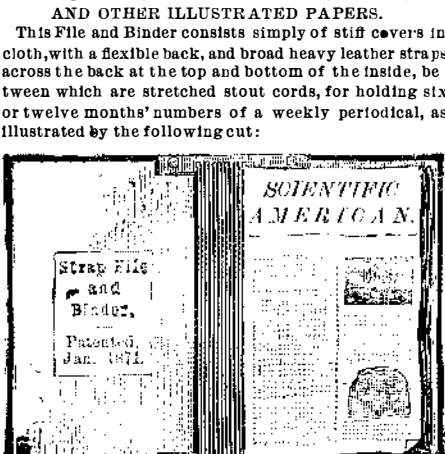 AND OTHER ILLUSTRATED PAPERS.
This File and Binder consists simply of stiff covers in
cloth, with a flexible back, and broad heavy leather straps
across the back at the top and bottom of the inside, be
tween which are stretched stout cords, for holding six
or twelve months' numbers of a weekly periodical, as
illustrated by the following cut:
Strap File
and
Binder,
Patented,
Jan. 1871.
SCIENTIFIC
AMERICAN.